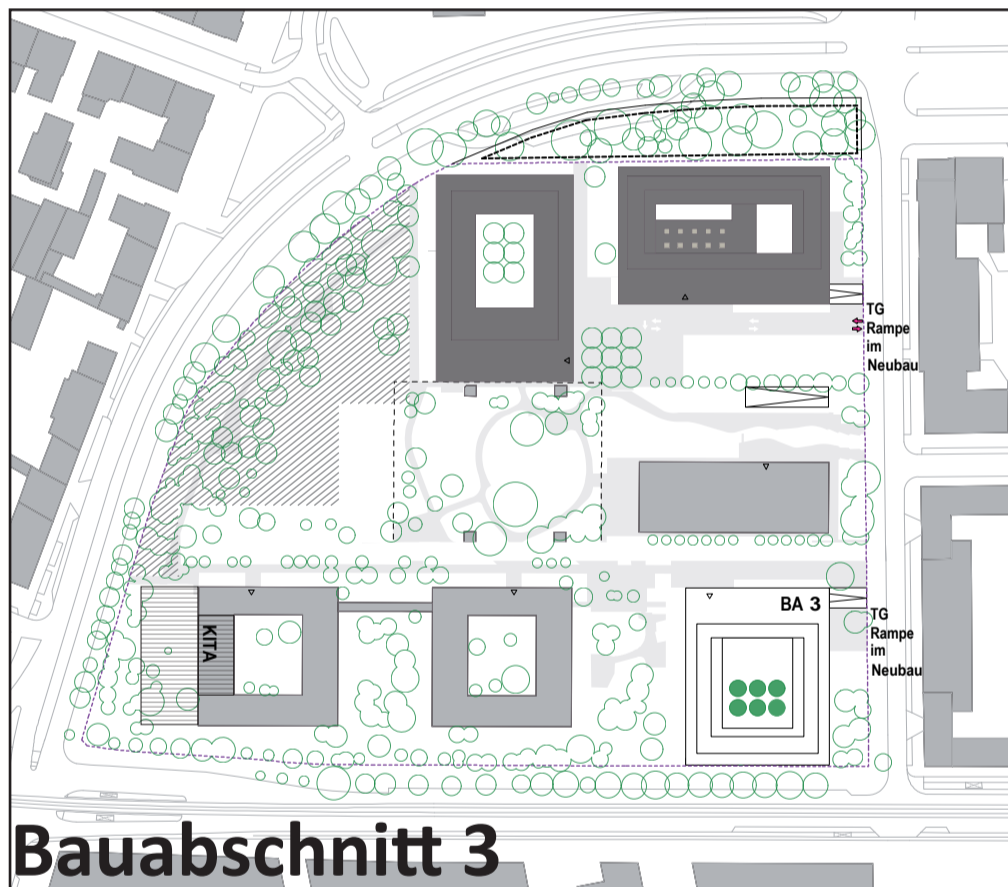 TG
Rampe
im
Neubau
BA 3
TG
Rampe
im
Neubau
KITA
Bauabschnitt 3